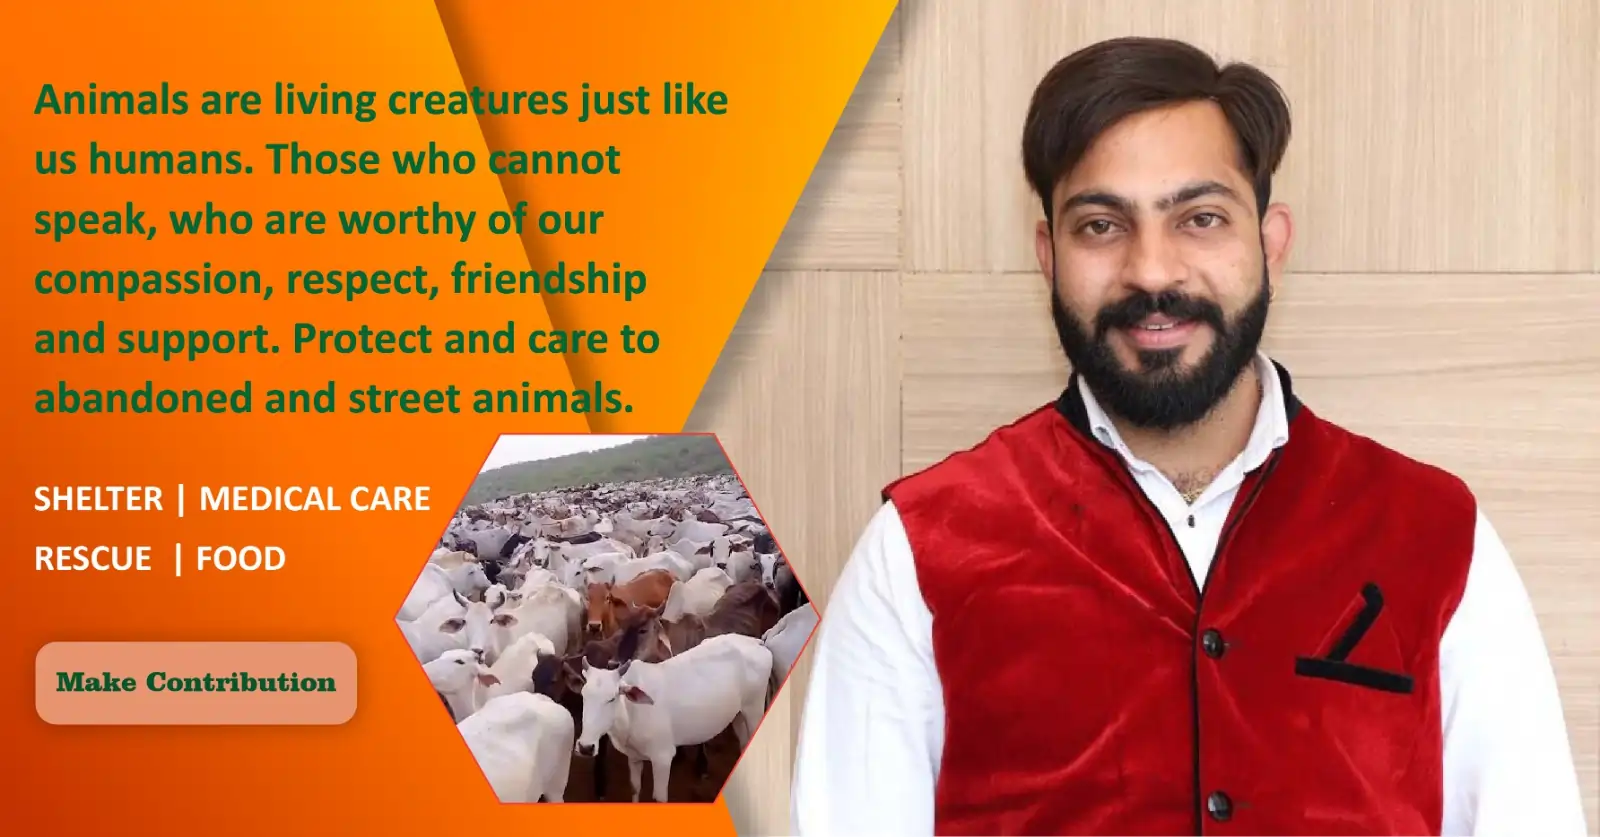 Animals are living creatures just like
us humans. Those who cannot
speak, who are worthy of our
compassion, respect, friendship
and support. Protect and care to
abandoned and street animals.
SHELTER | MEDICAL CARE
RESCUE | FOOD
Make Contribution